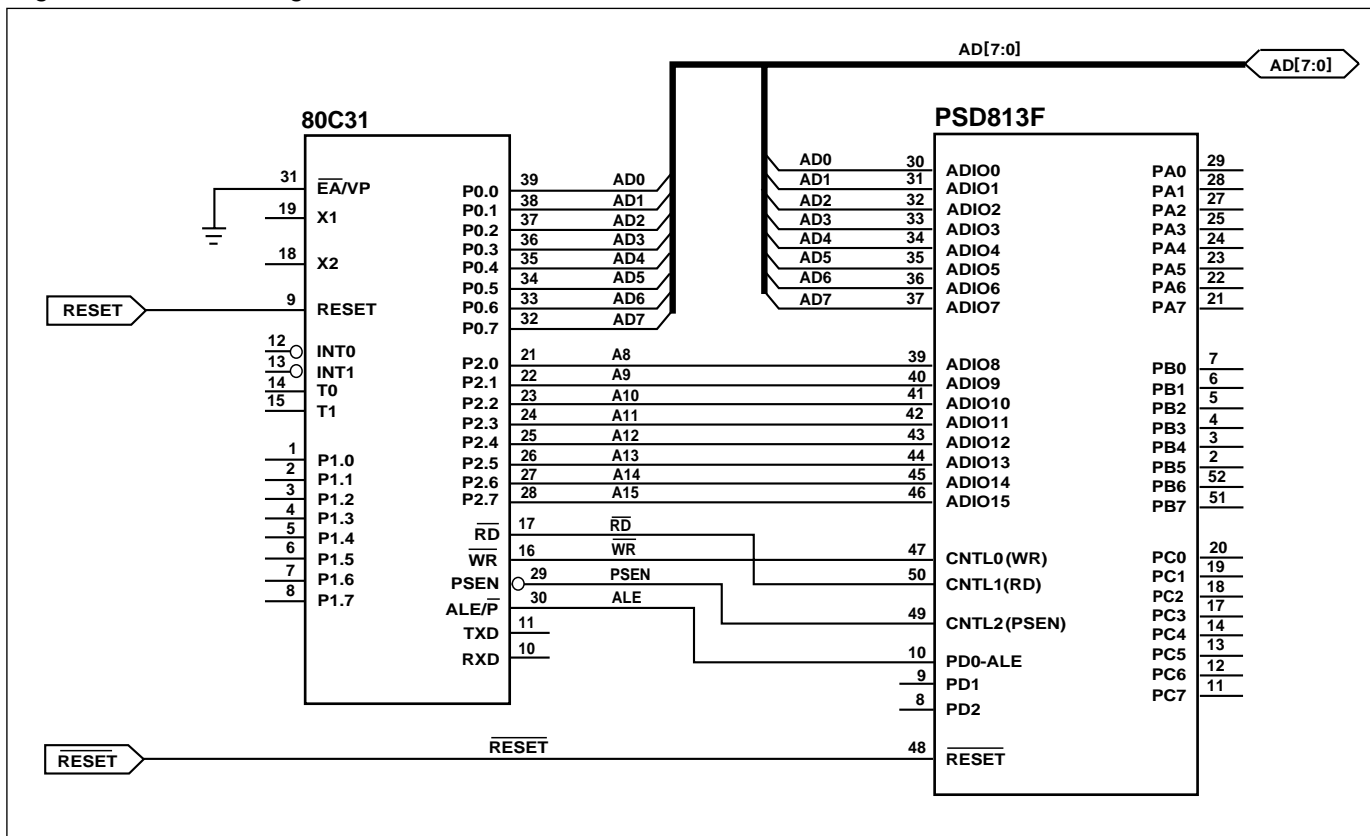 AD[7:0]
AD[7:0]
80C31
PSD813F
31
EA/VP
19
X1
18
X2
RESET
9
RESET
12
INT0
13
INT1
14
T0
15
T1
1
P1.0
2
P1.1
3
P1.2
4
P1.3
5
P1.4
6
P1.5
7
P1.6
8
P1.7
P0.0
39
AD0
P0.1
38
AD1
P0.2
37
AD2
P0.3
36
AD3
P0.4
35
AD4
P0.5
34
AD5
P0.6
33
AD6
P0.7
32
AD7
P2.0
21
A8
P2.1
22
A9
P2.2
23
A10
P2.3
24
A11
P2.4
25
A12
P2.5
26
A13
P2.6
27
A14
P2.7
28
A15
RD
17
RD
WR
16
WR
PSEN
29
PSEN
ALE/P
30
ALE
TXD
11
RXD
10
AD0
30
ADIO0
AD1
31
ADIO1
AD2
32
ADIO2
AD3
33
ADIO3
AD4
34
ADIO4
AD5
35
ADIO5
AD6
36
ADIO6
AD7
37
ADIO7
39
ADIO8
40
ADIO9
41
ADIO10
42
ADIO11
43
ADIO12
44
ADIO13
45
ADIO14
46
ADIO15
47
CNTL0(WR)
50
CNTL1(RD)
49
CNTL2(PSEN)
10
PD0-ALE
9
PD1
8
PD2
48
RESET
PA0
29
PA1
28
PA2
27
PA3
25
PA4
24
PA5
23
PA6
22
PA7
21
PB0
7
PB1
6
PB2
5
PB3
4
PB4
3
PB5
2
PB6
52
PB7
51
PC0
20
PC1
19
PC2
18
PC3
17
PC4
14
PC5
13
PC6
12
PC7
11
RESET
RESET